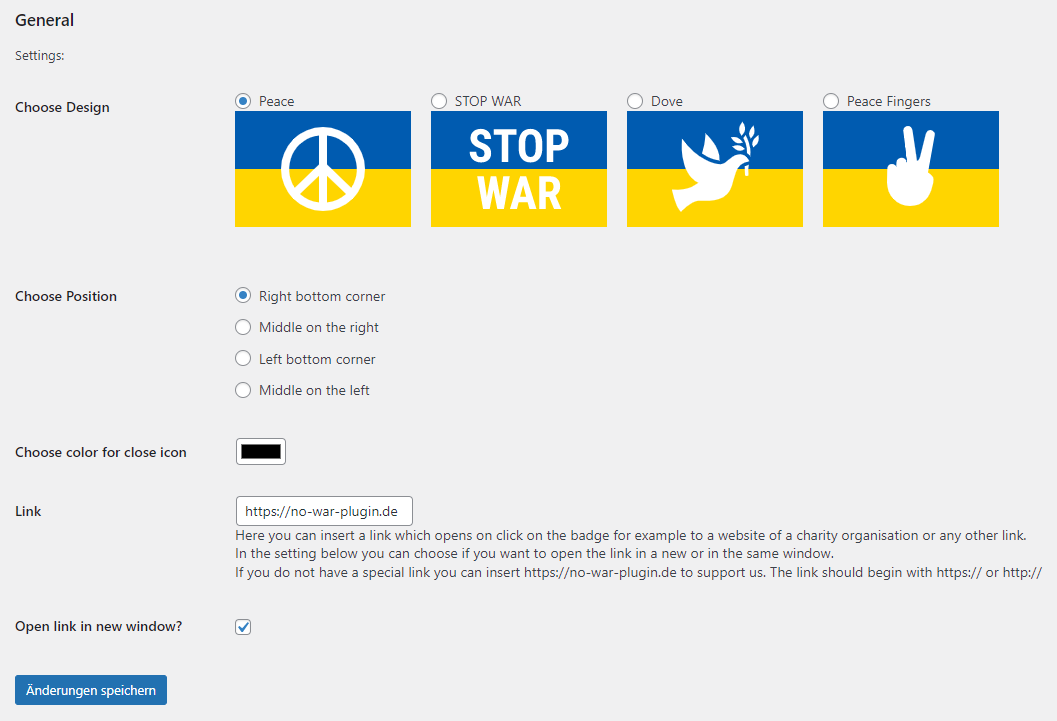 General
Settings:
Choose Design
Peace
STOP WAR
Dove
Peace Fingers
STOP
WAR
Choose Position
Right bottom corner
Middle on the right
Left bottom corner
Middle on the left
Choose color for close icon
Link
https://no-war-plugin.de
Here you can insert a link which opens on click on the badge for example to a website of a charity organisation or any other link.
In the setting below you can choose if you want to open the link in a new or in the same window.
If you do not have a special link you can insert https://no-war-plugin.de to support us. The link should begin with https:// or http://
Open link in new window?
Änderungen speichern